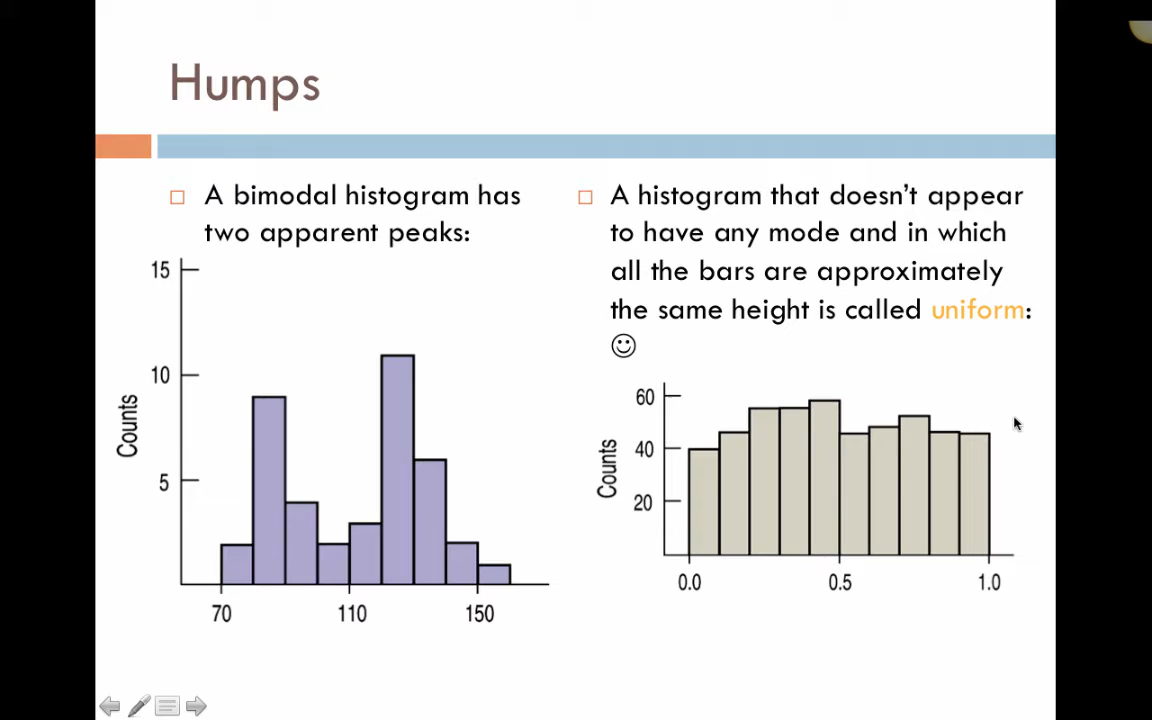 Humps
A bimodal histogram has
two apparent peaks:
15
10
5
Counts
70 110 150
A histogram that doesn't appear
to have any mode and in which
all the bars are approximately
the same height is called uniform:
☺
60
40
20
Counts
0.0 0.5 1.0